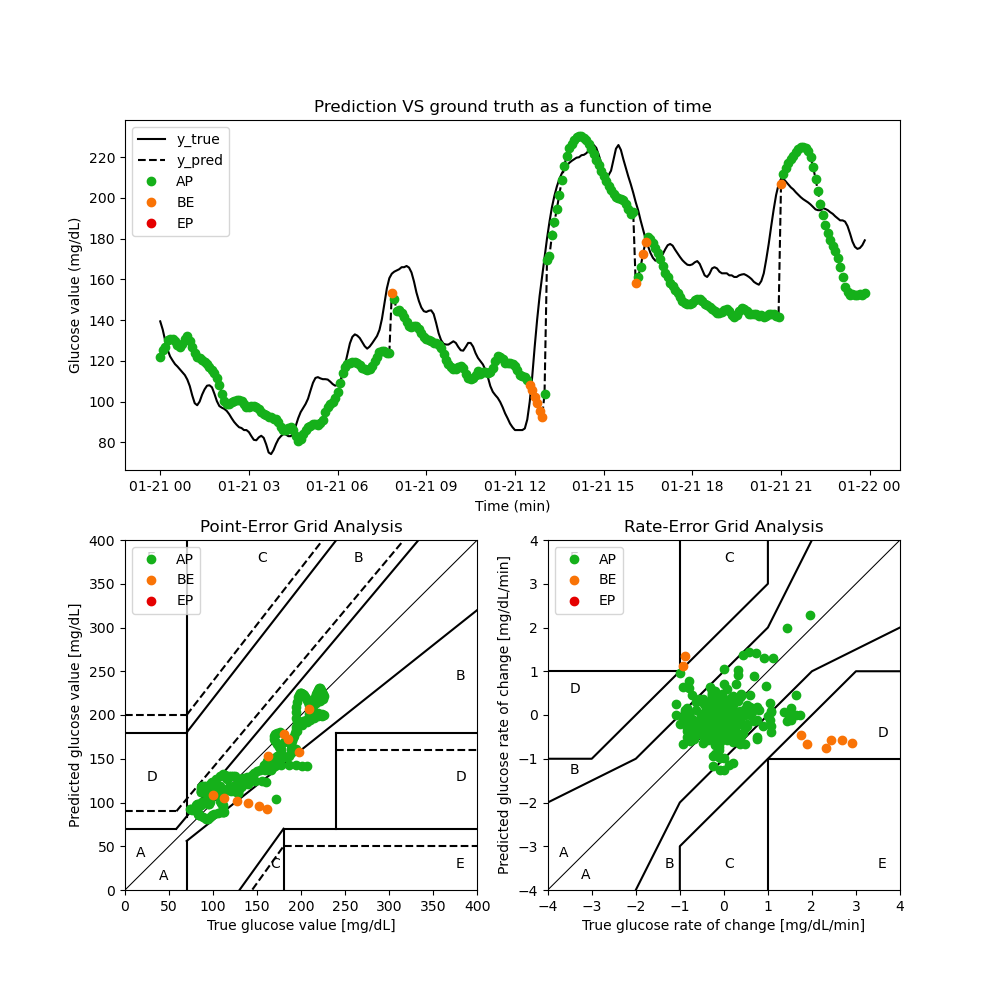 Prediction VS ground truth as a function of time
Glucose value (mg/dL)
220
200
180
160
140
120
100
80
y_true
y_pred
AP
BE
EP
01-21 00 01-21 03 01-21 06 01-21 09 01-21 12 01-21 15 01-21 18 01-21 21 01-22 00
Time (min)
Point-Error Grid Analysis
Predicted glucose value [mg/dL]
400
350
300
250
200
150
100
50
0
AP
BE
EP
C B
B
D D
A
A C E
0 50 100 150 200 250 300 350 400
True glucose value [mg/dL]
Rate-Error Grid Analysis
Predicted glucose rate of change [mg/dL/min]
4
3
2
1
0
−1
−2
−3
−4
AP
BE
EP
C
D
D
B
A
A B C E
−4 −3 −2 −1 0 1 2 3 4
True glucose rate of change [mg/dL/min]